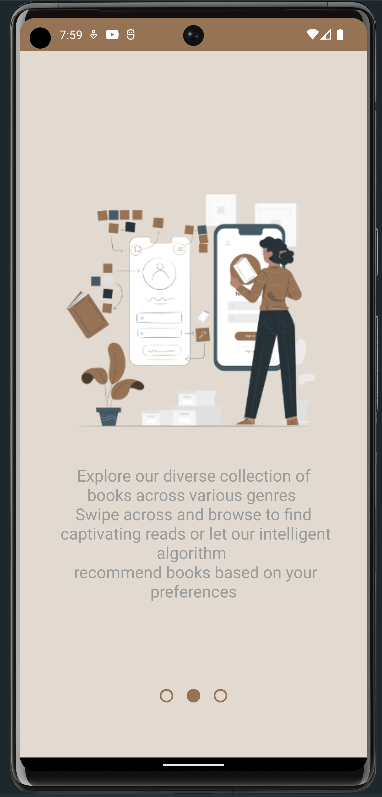 7:59
Explore our diverse collection of
books across various genres
Swipe across and browse to find
captivating reads or let our intelligent
algorithm
recommend books based on your
preferences